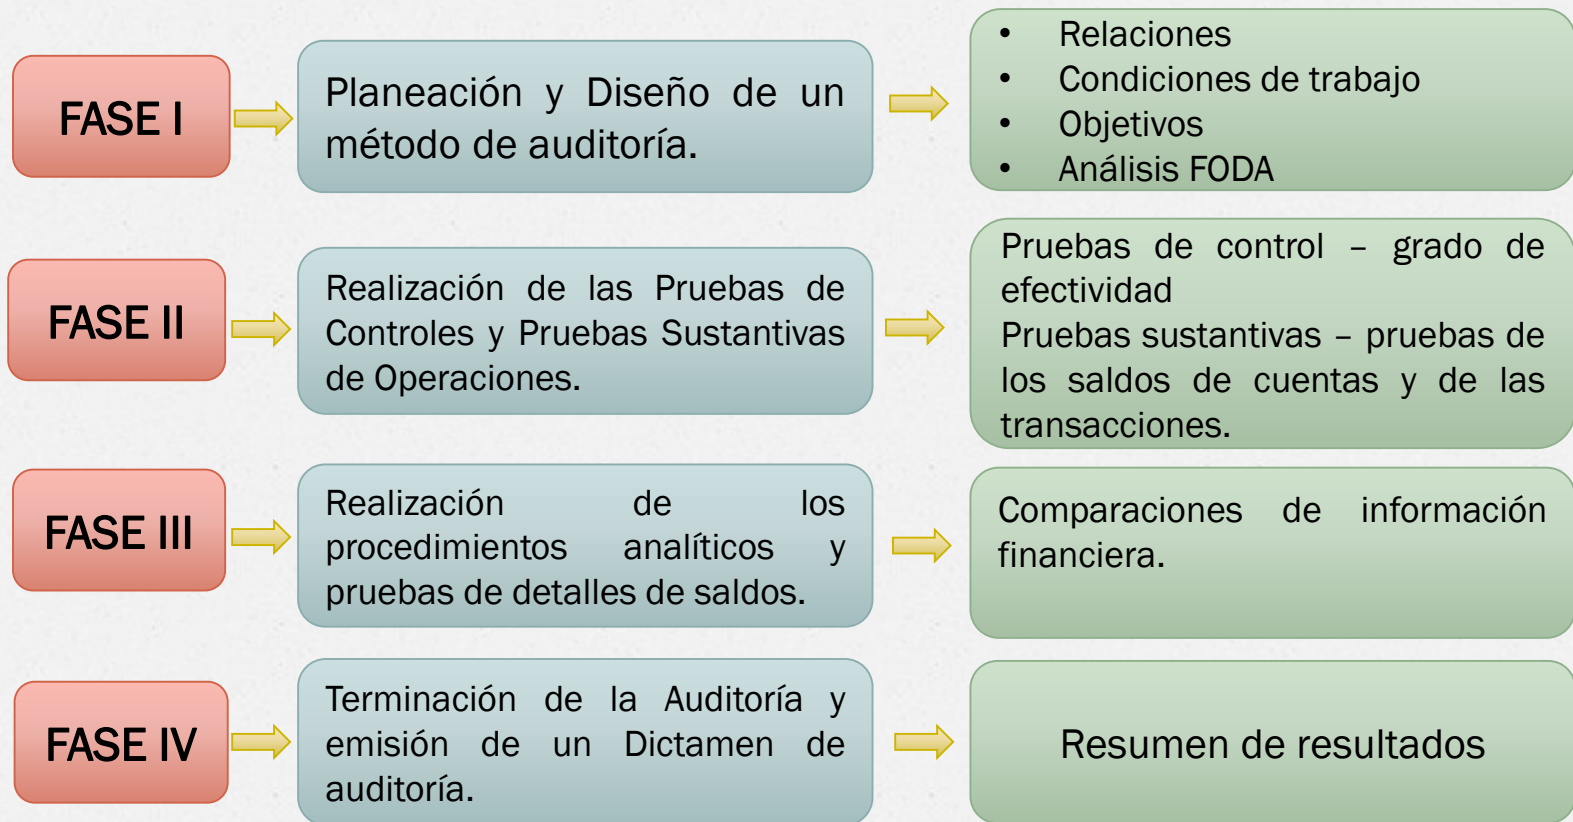 FASE I
Planeación y Diseño de un
método de auditoría.
• Relaciones
• Condiciones de trabajo
• Objetivos
• Análisis FODA
FASE II
Realización de las Pruebas de
Controles y Pruebas Sustantivas
de Operaciones.
Pruebas de control – grado de
efectividad
Pruebas sustantivas – pruebas de
los saldos de cuentas y de las
transacciones.
FASE III
Realización de los
procedimientos analíticos y
pruebas de detalles de saldos.
Comparaciones de información
financiera.
FASE IV
Terminación de la Auditoría y
emisión de un Dictamen de
auditoría.
Resumen de resultados